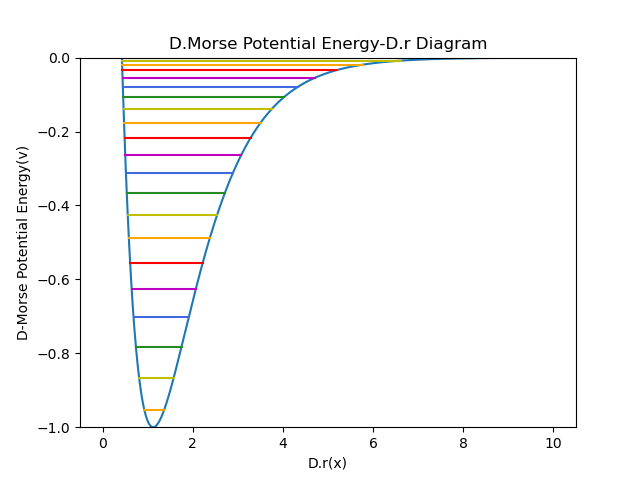 D.Morse Potential Energy-D.r Diagram
D-Morse Potential Energy(v)
0.0
−0.2
−0.4
−0.6
−0.8
−1.0
0 2 4 6 8 10
D.r(x)